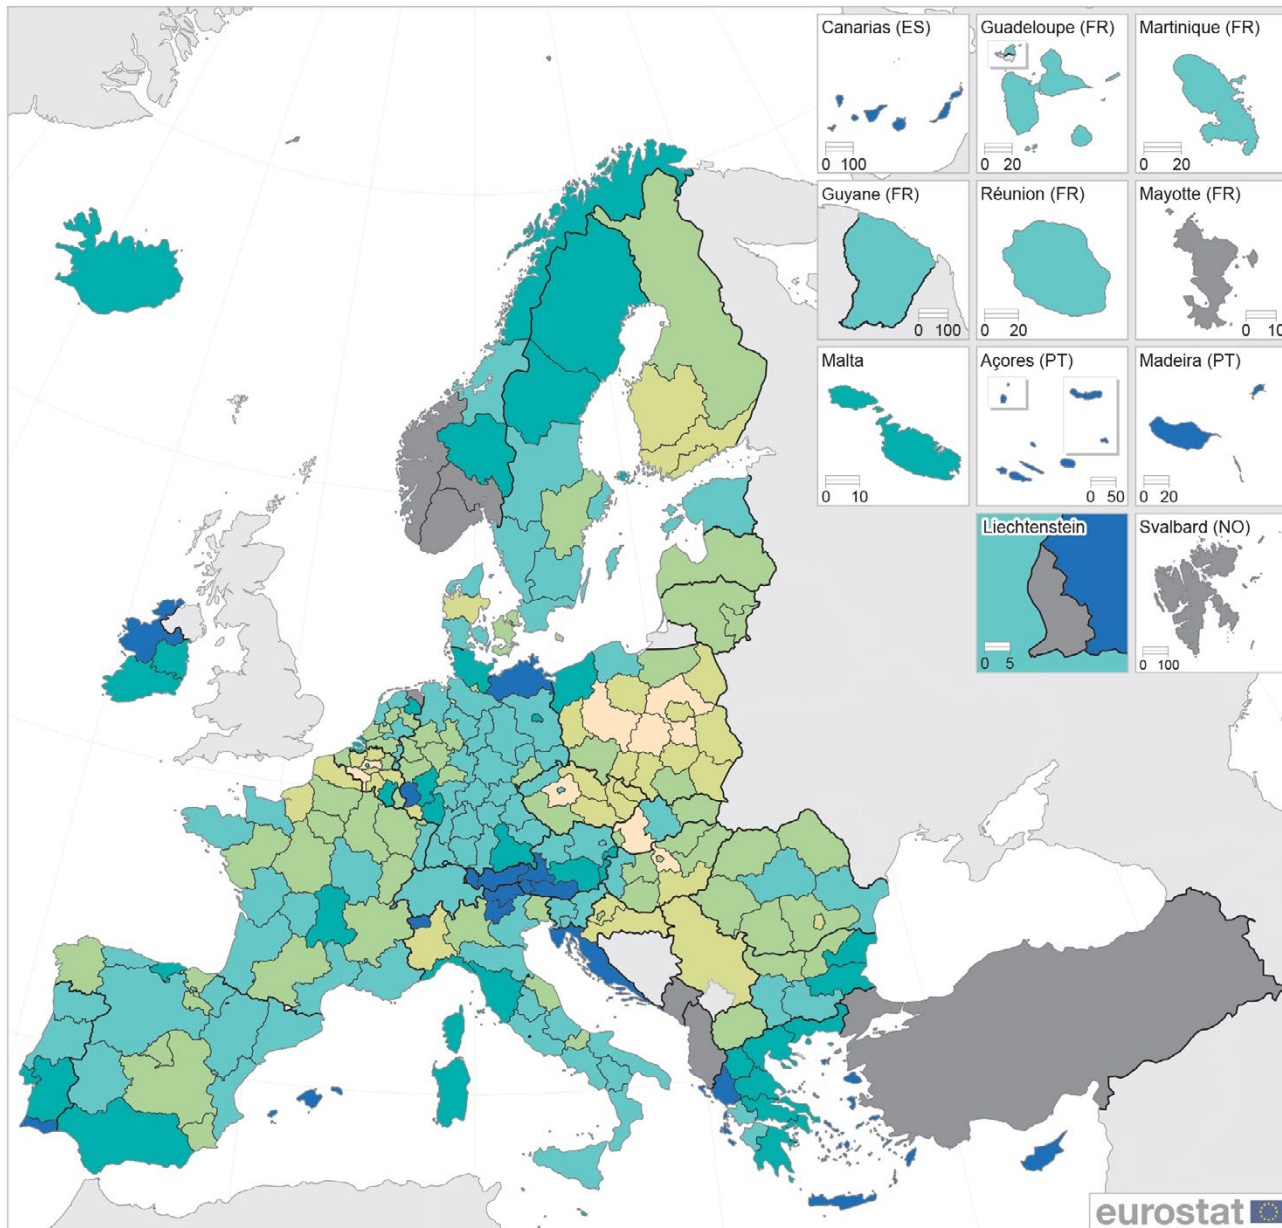 Canarias (ES)
0 100
Guadeloupe (FR)
0 20
Martinique (FR)
0 20
Guyane (FR)
0 100
Réunion (FR)
0 20
Mayotte (FR)
0 10
Malta
0 10
Açores (PT)
0 50
Madeira (PT)
0 20
Liechtenstein
0 5
Svalbard (NO)
0 100
eurostat